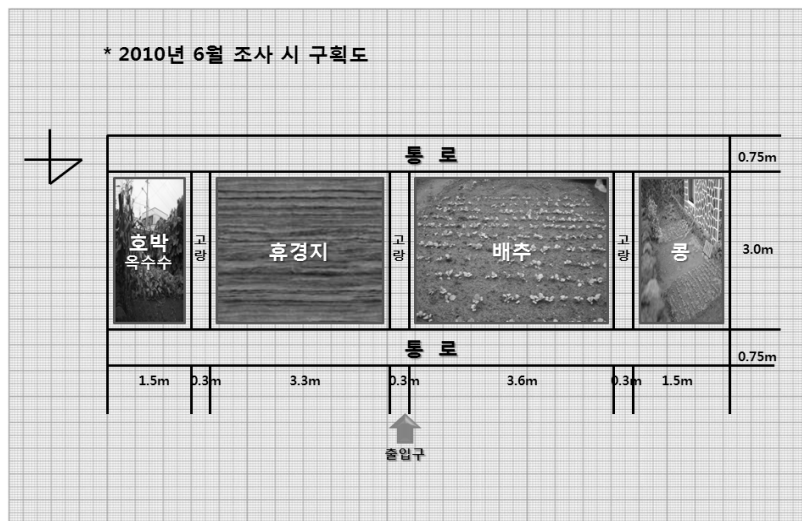 * 2010년 6월 조사 시 구획도
통 로
0.75m
호박
옥수수
고랑
휴경지
고랑
배추
고랑
콩
3.0m
통 로
0.75m
1.5m 0.3m 3.3m 0.3m 3.6m 0.3m 1.5m
출입구